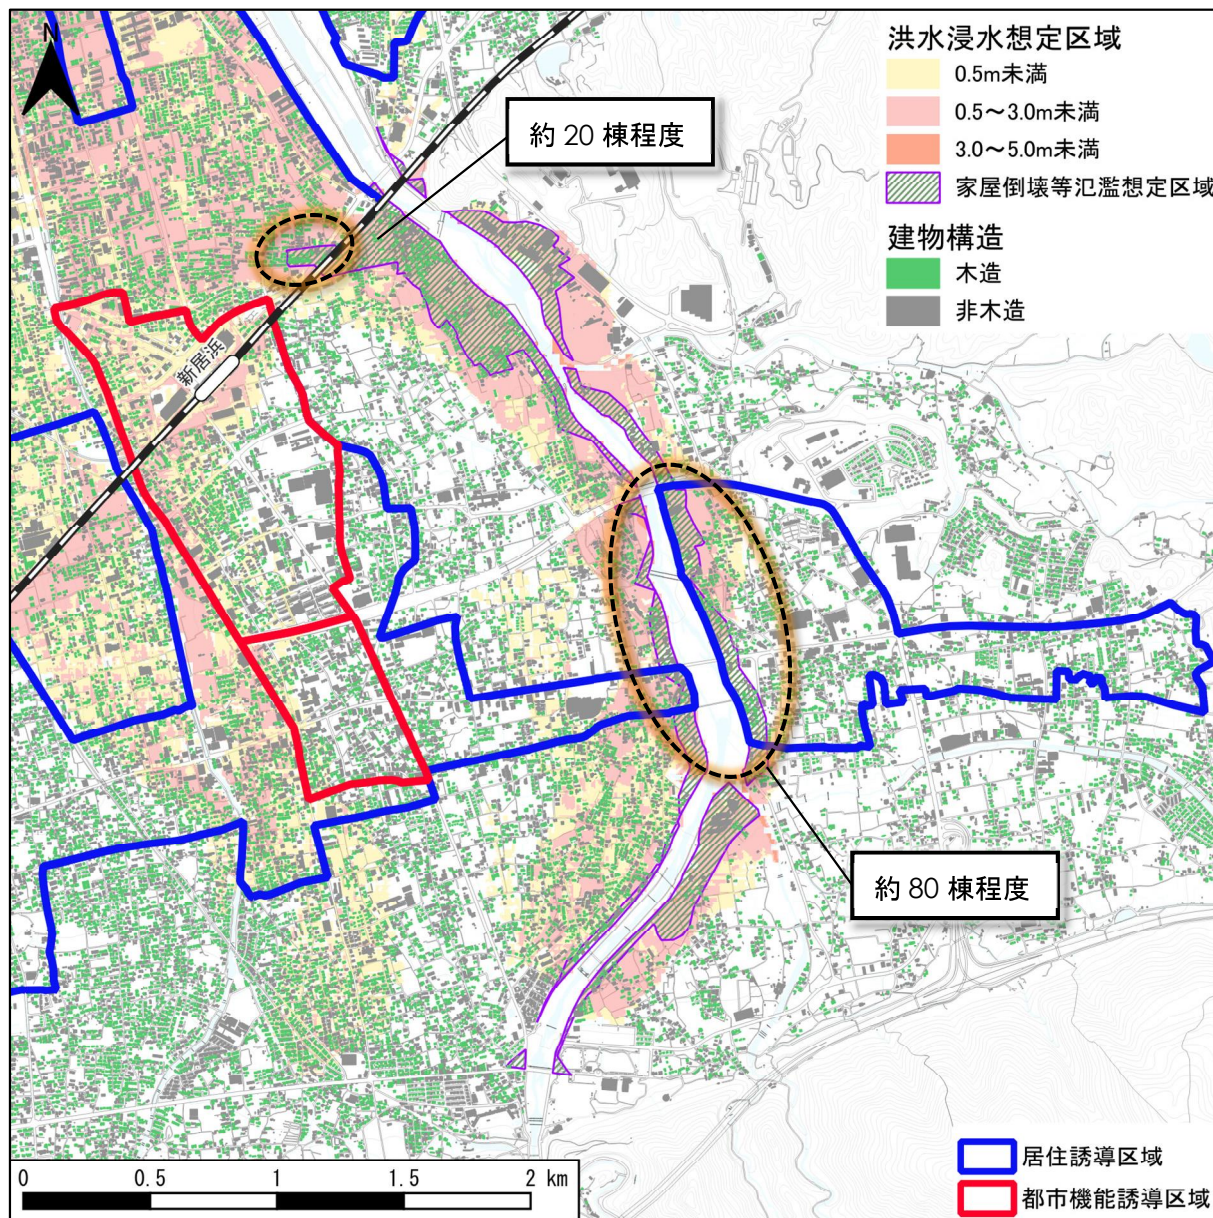 N
洪水浸水想定区域
0.5m未満
0.5～3.0m未満
3.0～5.0m未満
家屋倒壊等氾濫想定区域
建物構造
木造
非木造
約 20 棟程度
新居浜
約 80 棟程度
居住誘導区域
都市機能誘導区域
0 0.5 1 1.5 2 km